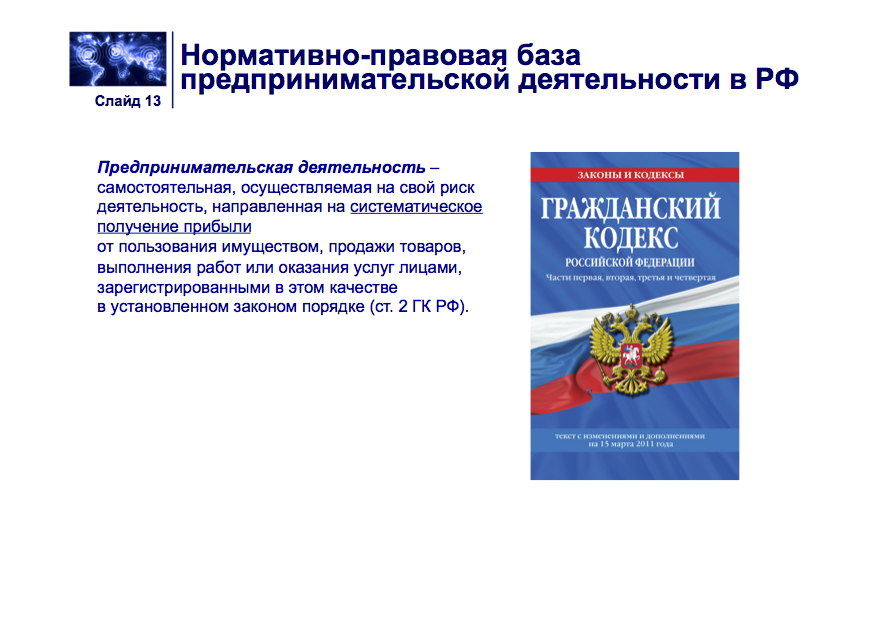 Нормативно-правовая база
предпринимательской деятельности в РФ
Слайд 13
Предпринимательская деятельность –
самостоятельная, осуществляемая на свой риск
деятельность, направленная на систематическое
получение прибыли
от пользования имуществом, продажи товаров,
выполнения работ или оказания услуг лицами,
зарегистрированными в этом качестве
в установленном законом порядке (ст. 2 ГК РФ).
ЗАКОНЫ И КОДЕКСЫ
ГРАЖДАНСКИЙ
КОДЕКС
РОССИЙСКОЙ ФЕДЕРАЦИИ
Части первая, вторая, третья и четвертая
текст с изменениями и дополнениями
на 15 марта 2011 года